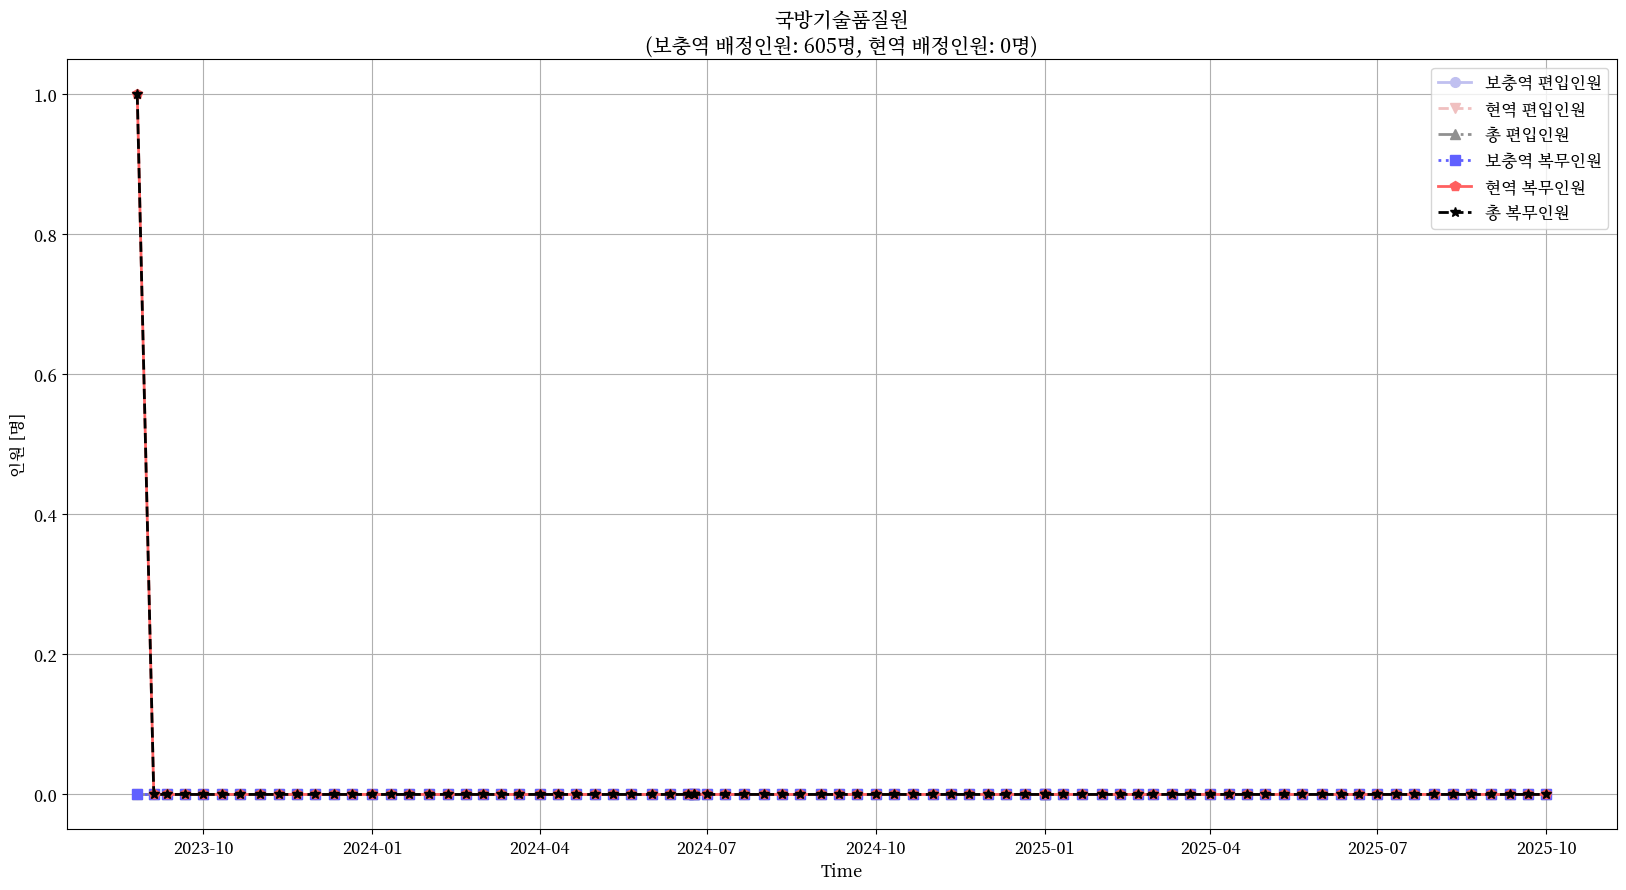 국방기술품질원
(보충역 배정인원: 605명, 현역 배정인원: 0명)
보충역 편입인원
현역 편입인원
총 편입인원
보충역 복무인원
현역 복무인원
총 복무인원
인원 [명]
1.0
0.8
0.6
0.4
0.2
0.0
2023-10 2024-01 2024-04 2024-07 2024-10 2025-01 2025-04 2025-07 2025-10
Time